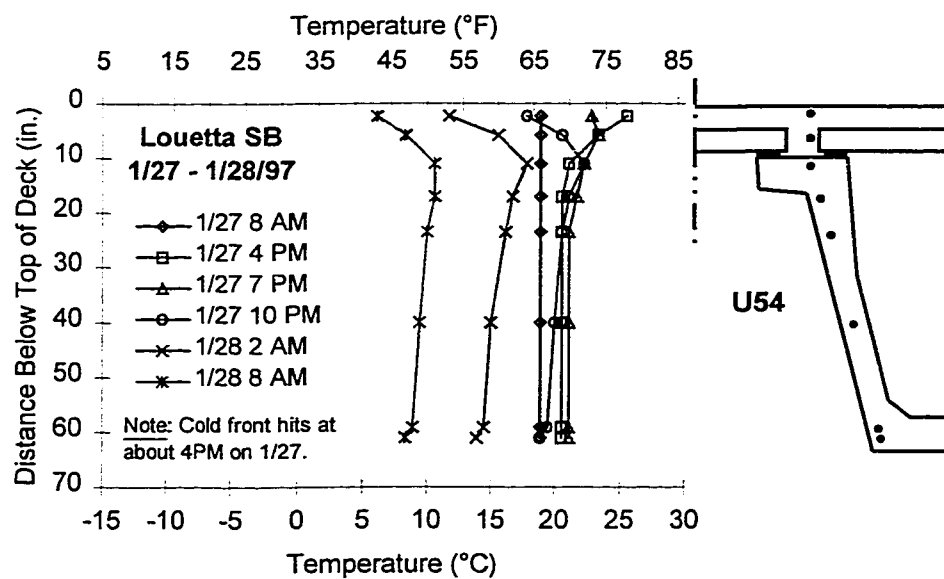 Temperature (°F)
5 15 25 35 45 55 65 75 85
Distance Below Top of Deck (in.)
0
10
20
30
40
50
60
70
Louetta SB
1/27 - 1/28/97
1/27 8 AM
1/27 4 PM
1/27 7 PM
1/27 10 PM
1/28 2 AM
1/28 8 AM
Note: Cold front hits at
about 4PM on 1/27.
U54
-15 -10 -5 0 5 10 15 20 25 30
Temperature (°C)